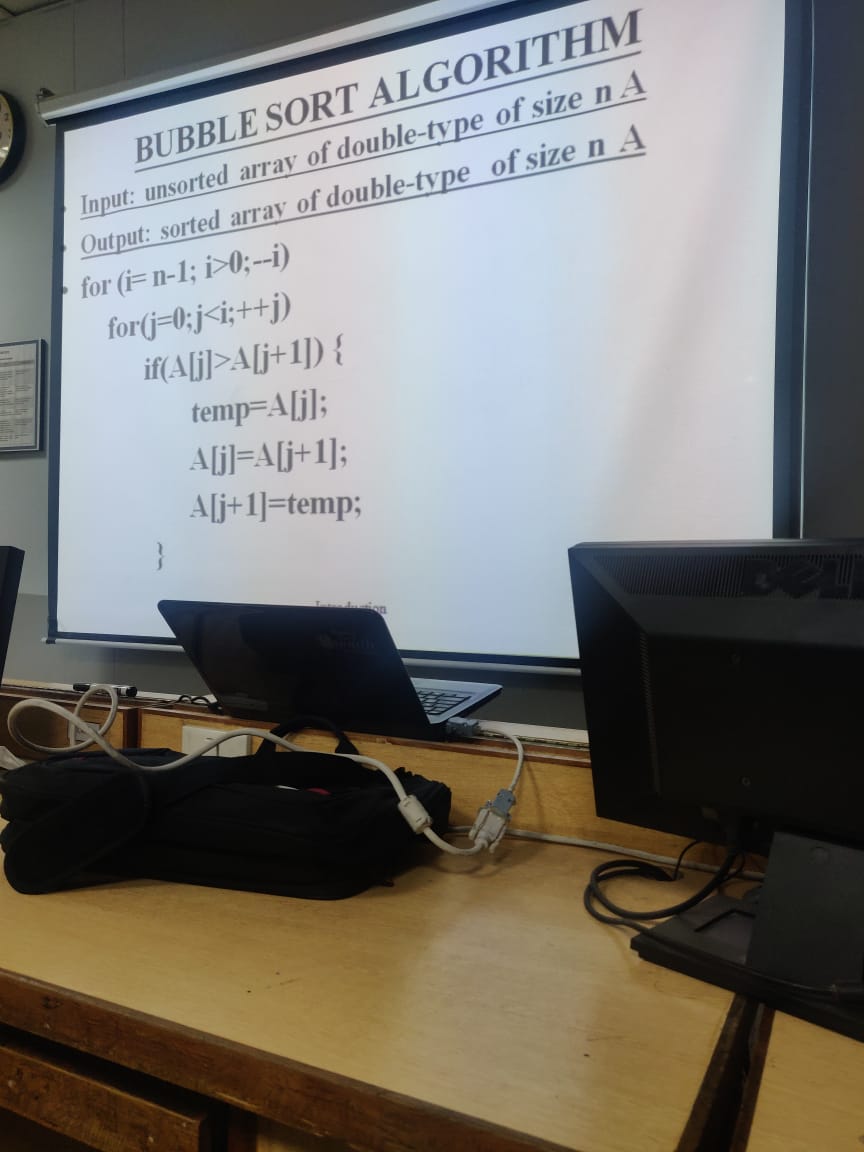 BUBBLE SORT ALGORITHM
Input: unsorted array of double-type of size n A
Output: sorted array of double-type of size n A
for (i= n-1; i>0;--i)
for(j=0;j<i;++j)
if(A[j]>A[j+1]) {
temp=A[j];
A[j]=A[j+1];
A[j+1]=temp;
}
Introduction
DELL